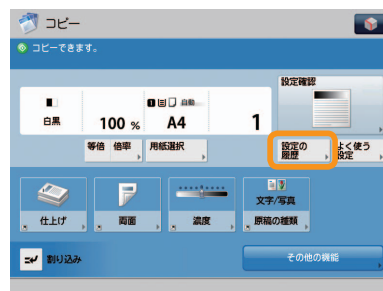 コピー
コピーできます。
設定確認
自動
白黒
100 %
A4
1
等倍
倍率
用紙選択
設定の
履歴
よく使う
設定
仕上げ
両面
濃度
文字/写真
原稿の種類
割り込み
その他の機能